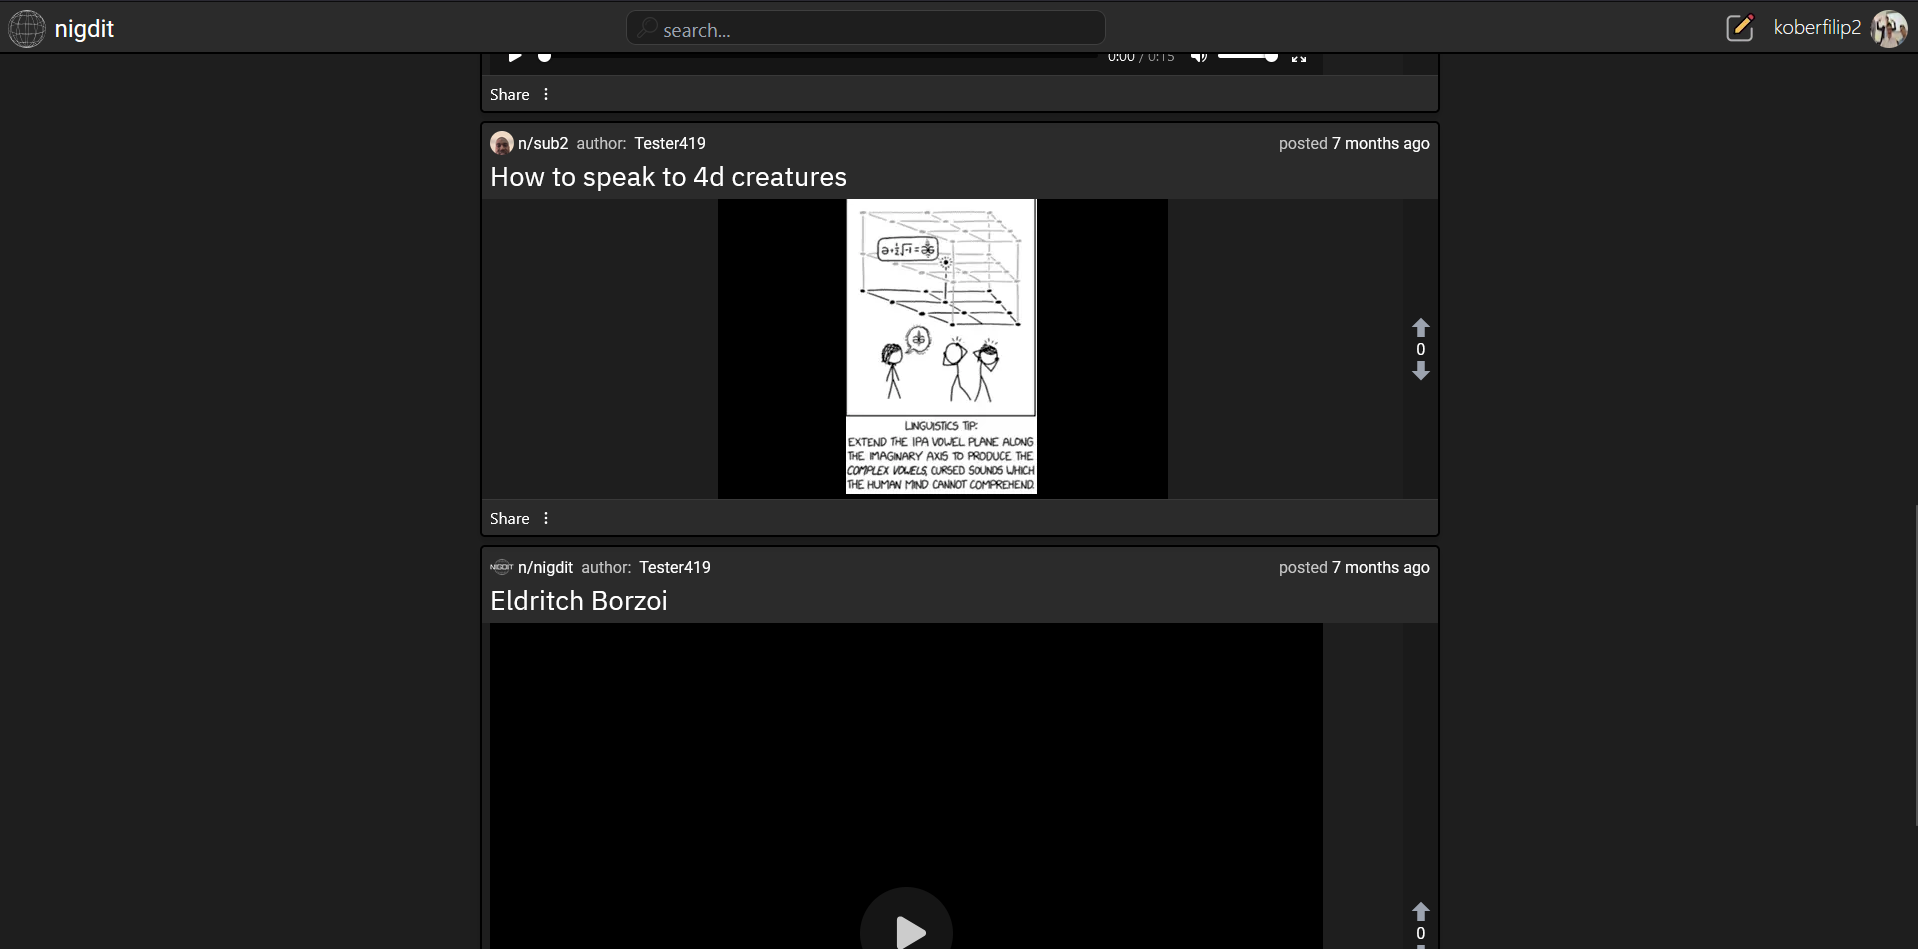 nigdit
search...
koberfilip2
0:00 / 0:15
Share
n/sub2 author: Tester419
posted 7 months ago
How to speak to 4d creatures
0
LINGUISTICS TIP:
EXTEND THE IPA VOWEL PLANE ALONG
THE IMAGINARY AXIS TO PRODUCE THE
COMPLEX VOWELS, CURSED SOUNDS WHICH
THE HUMAN MIND CANNOT COMPREHEND.
Share
NIGDIT n/nigdit author: Tester419
posted 7 months ago
Eldritch Borzoi
0